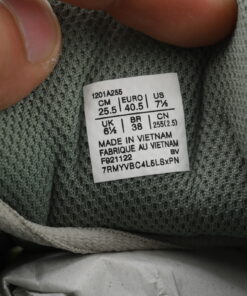 1201A255
CM EURO US
25.5 40.5 7½
UK BR CN
6½ 38 255(2.5)
MADE IN VIETNAM
FABRIQUE AU VIETNAM
F921122 BV
7RMYVBC4L5LSxPN